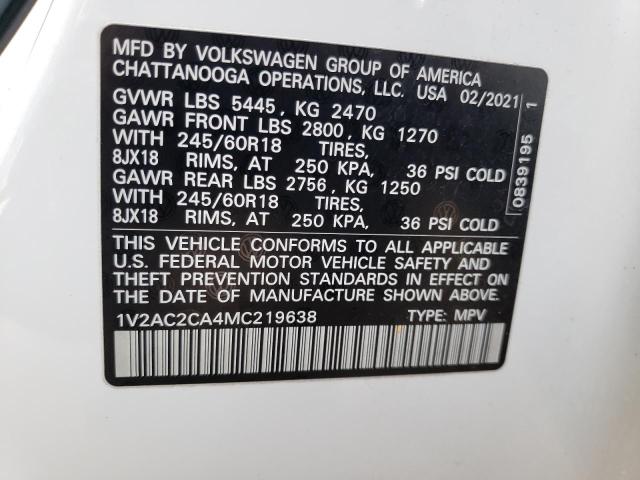 MFD BY VOLKSWAGEN GROUP OF AMERICA
CHATTANOOGA OPERATIONS, LLC. USA 02/2021
GVWR LBS 5445, KG 2470
GAWR FRONT LBS 2800, KG 1270
WITH 245/60R18 TIRES,
8JX18 RIMS, AT 250 KPA, 36 PSI COLD
GAWR REAR LBS 2756, KG 1250
WITH 245/60R18 TIRES,
8JX18 RIMS, AT 250 KPA, 36 PSI COLD
THIS VEHICLE CONFORMS TO ALL APPLICABLE
U.S. FEDERAL MOTOR VEHICLE SAFETY AND
THEFT PREVENTION STANDARDS IN EFFECT ON
THE DATE OF MANUFACTURE SHOWN ABOVE.
1V2AC2CA4MC219638 TYPE: MPV
0839195 1